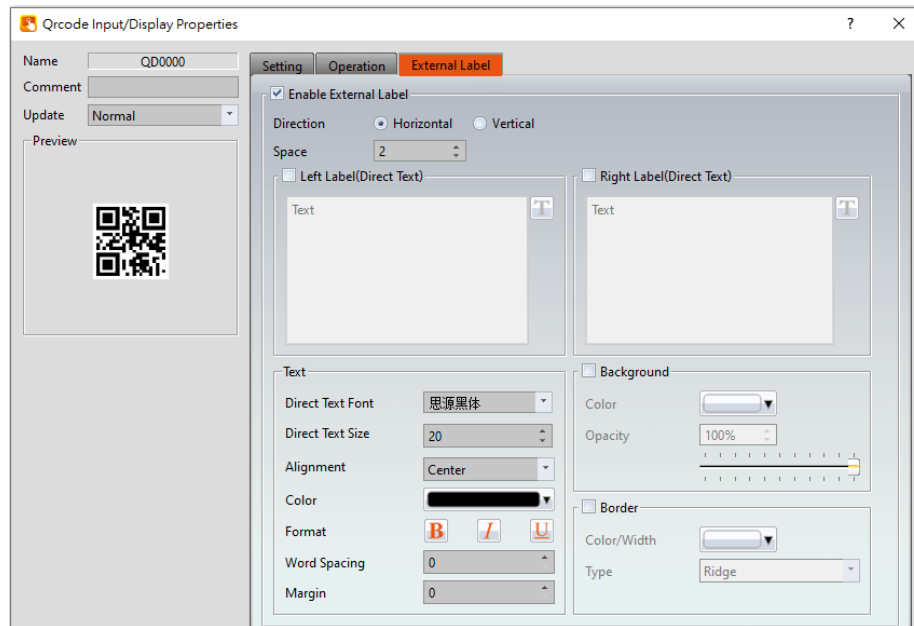 Qrcode Input/Display Properties
?
Name QD0000
Comment
Update Normal
Preview
Setting Operation External Label
Enable External Label
Direction Horizontal Vertical
Space 2
Left Label(Direct Text) Right Label(Direct Text)
Text T Text T
Text
Direct Text Font 思源黑体
Direct Text Size 20
Alignment Center
Color
Format B I U
Word Spacing 0
Margin 0
Background
Color
Opacity 100%
Border
Color/Width
Type Ridge